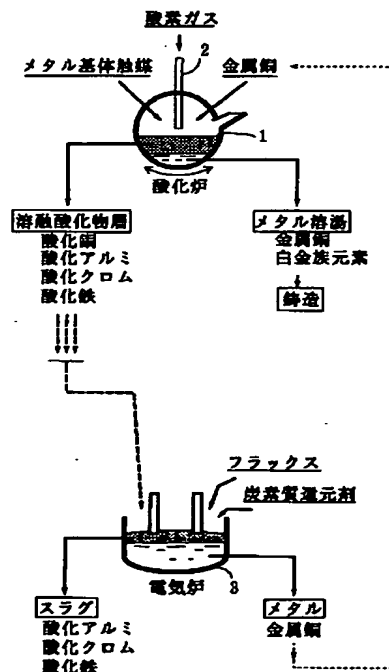 酸素ガス
2
メタル基体触媒
金属銅
1
酸化炉
溶融酸化物層
酸化銅
酸化アルミ
酸化クロム
酸化鉄
メタル溶湯
金属銅
白金族元素
鋳造
フラックス
炭素質還元剤
電気炉
3
スラグ
酸化アルミ
酸化クロム
酸化鉄
メタル
金属銅